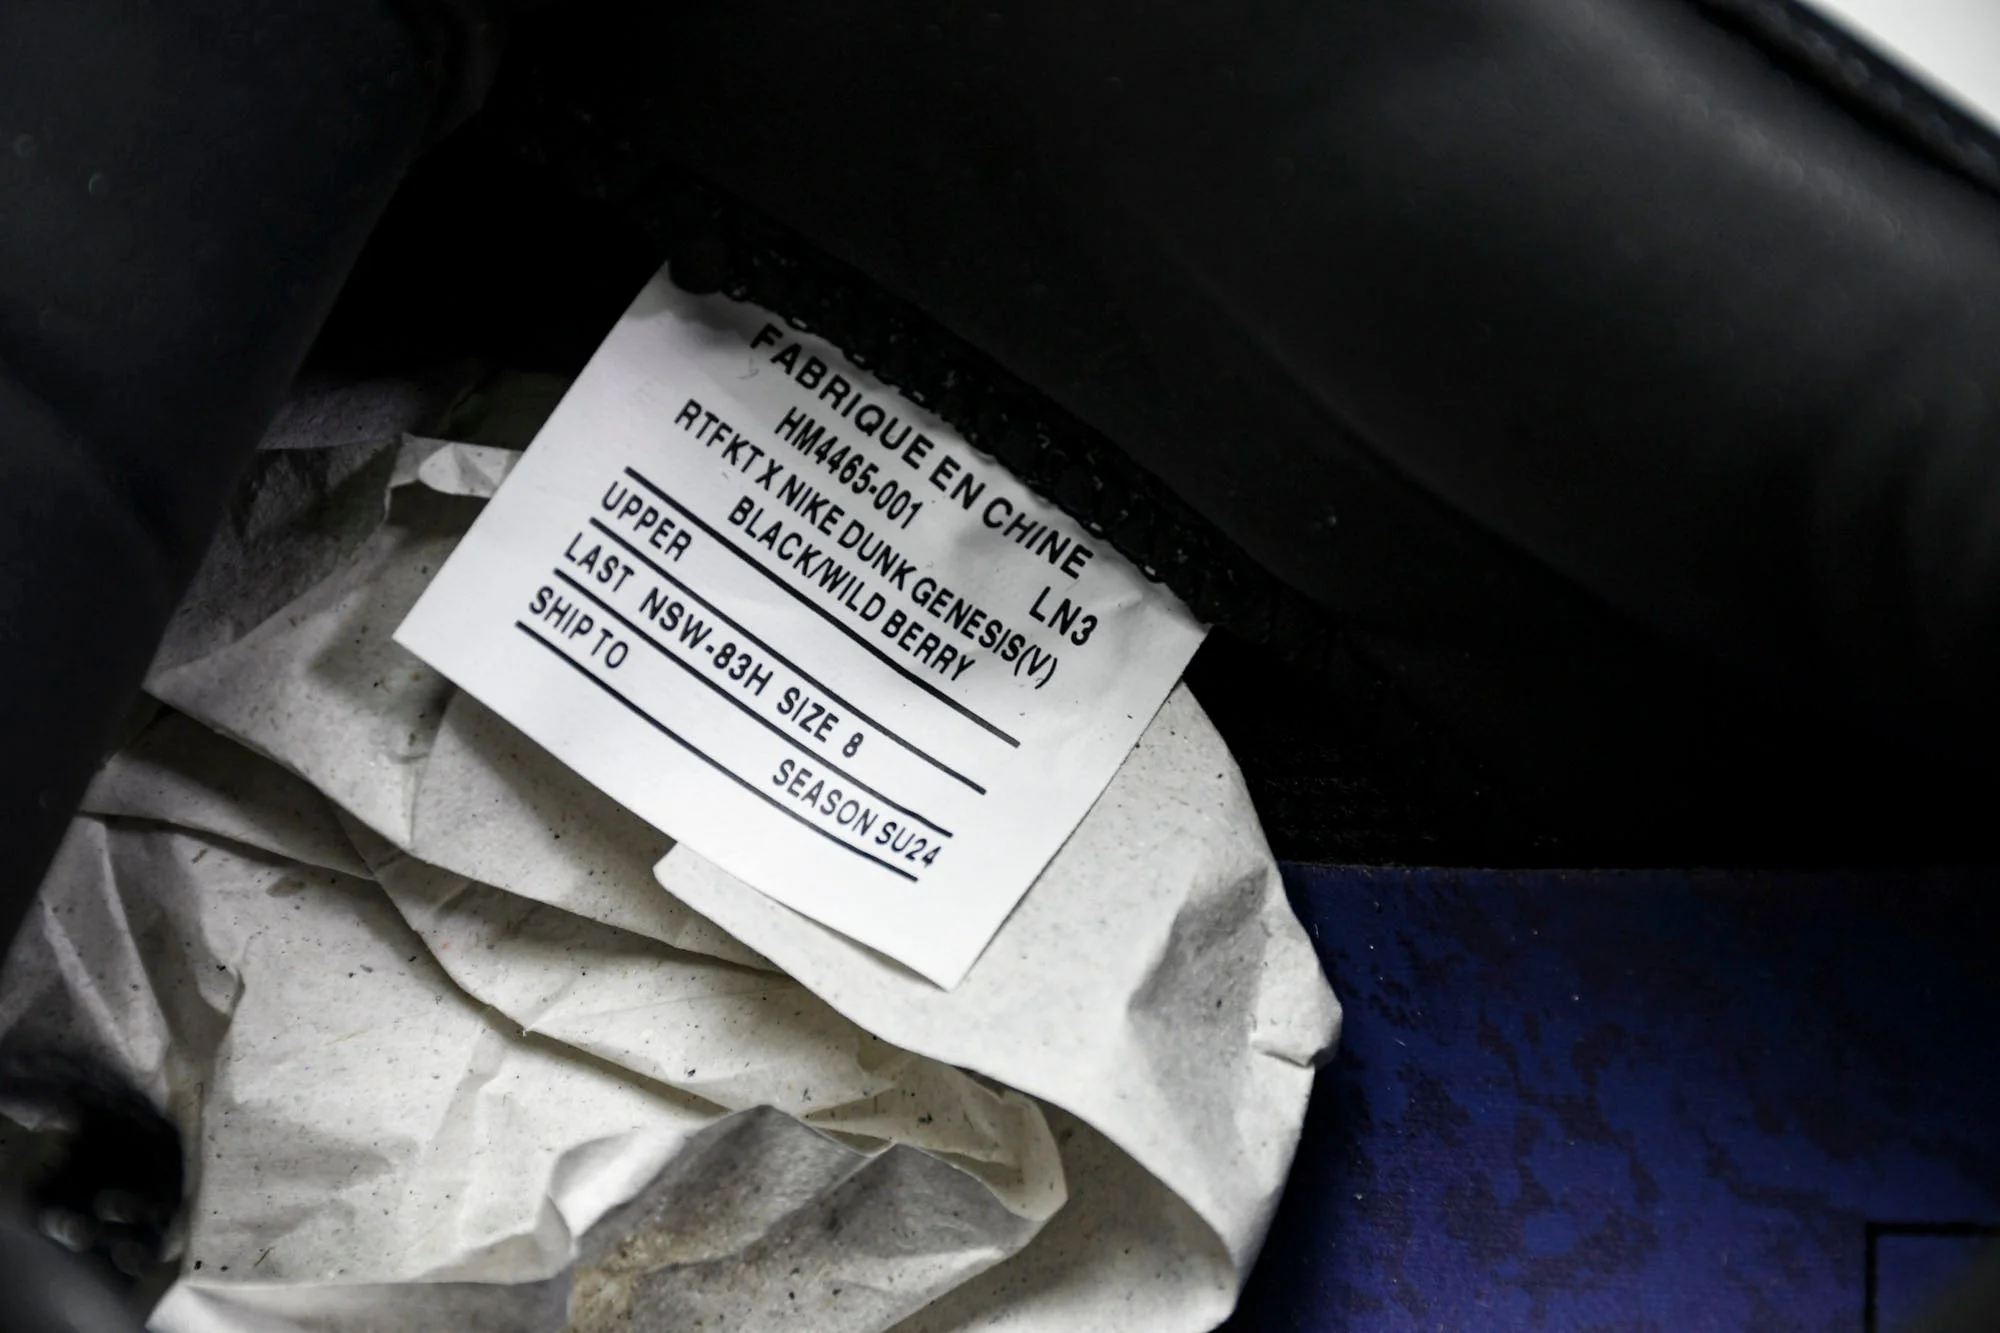 FABRIQUE EN CHINE
HM4465-001 LN3
RTFKT X NIKE DUNK GENESIS(V)
BLACK/WILD BERRY
UPPER
LAST NSW-83H SIZE 8
SHIP TO
SEASON SU24